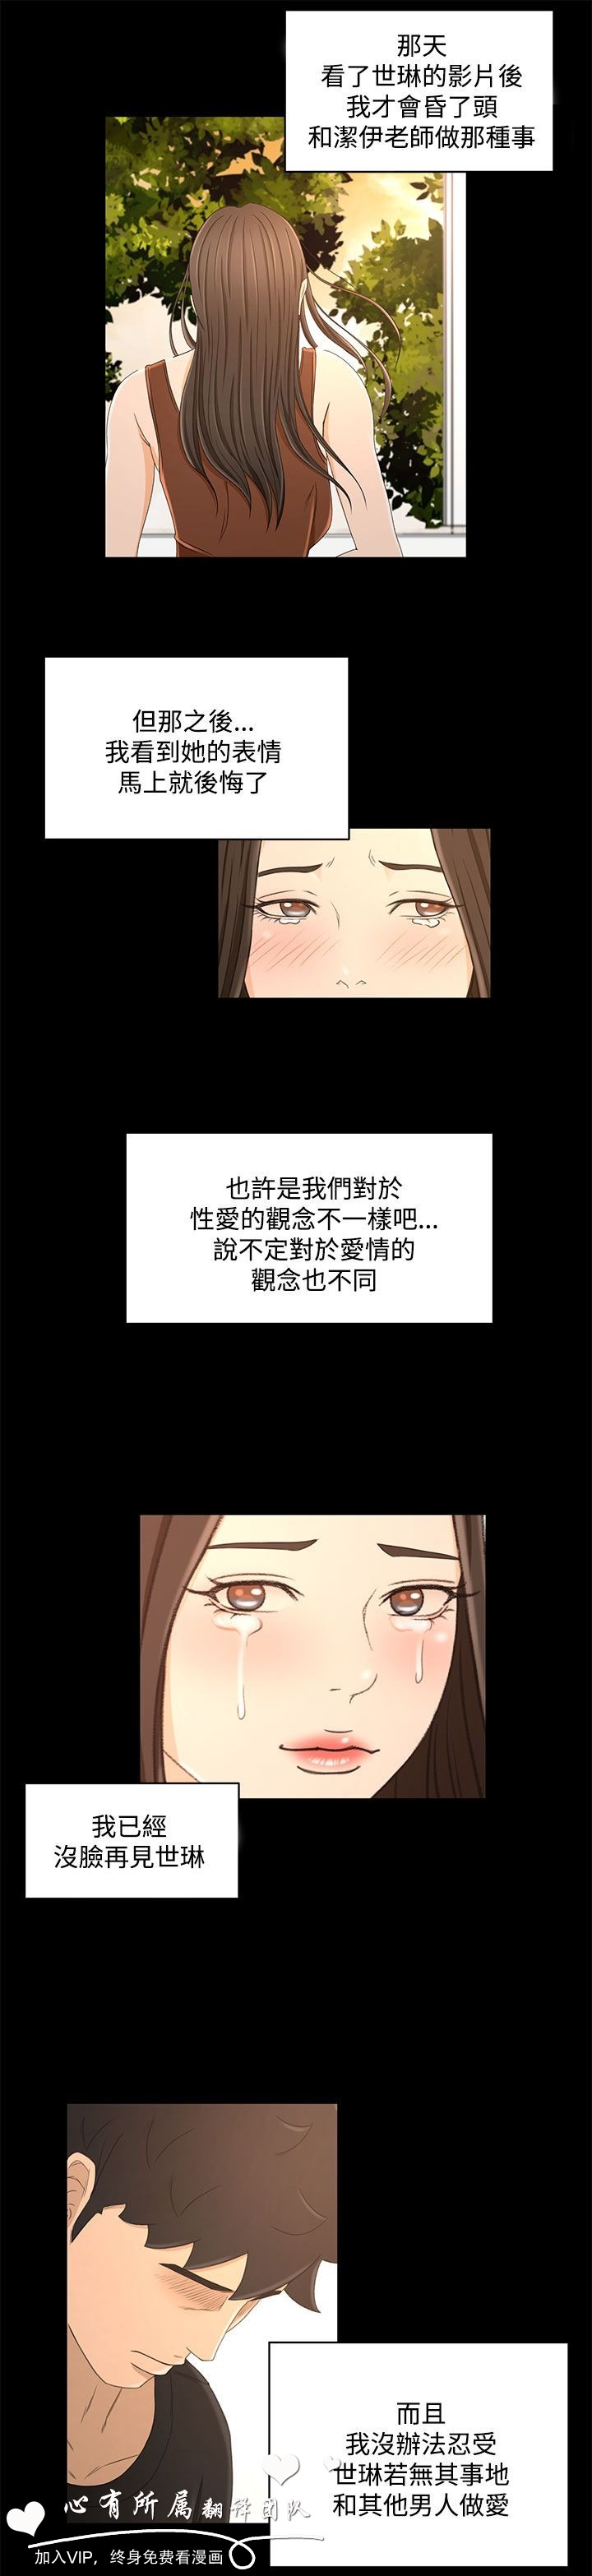 那天
看了世琳的影片後
我才會昏了頭
和潔伊老師做那種事
但那之後...
我看到她的表情
馬上就後悔了
也許是我們對於
性愛的觀念不一樣吧...
說不定對於愛情的
觀念也不同
我已經
沒臉再見世琳
而且
我沒辦法忍受
世琳若無其事地
和其他男人做愛
心有所属翻译团队
加入VIP，终身免费看漫画